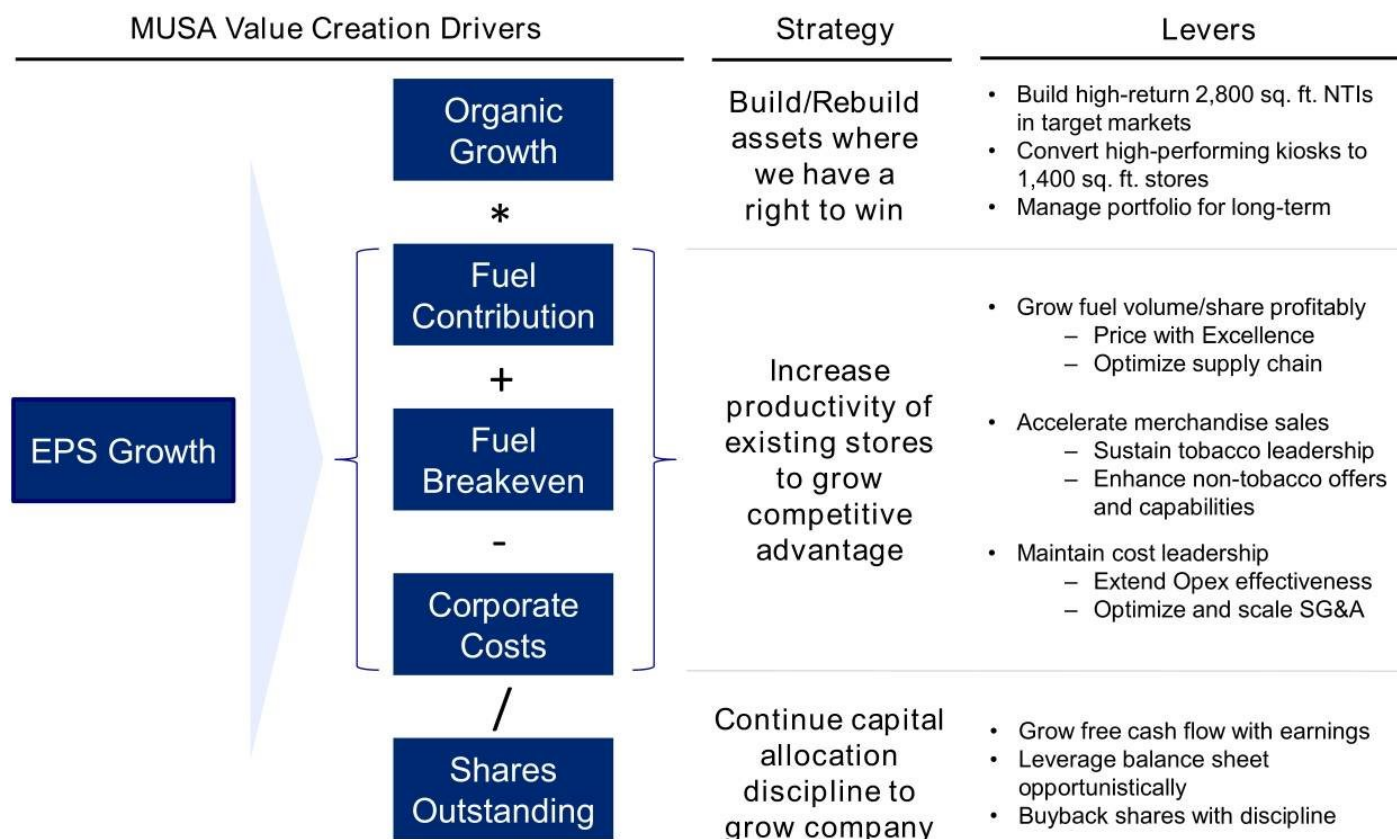 MUSA Value Creation Drivers
Strategy
Levers
EPS Growth
Organic
Growth
*
Fuel
Contribution
+
Fuel
Breakeven
-
Corporate
Costs
/
Shares
Outstanding
Build/Rebuild
assets where
we have a
right to win
• Build high-return 2,800 sq. ft. NTIs
in target markets
• Convert high-performing kiosks to
1,400 sq. ft. stores
• Manage portfolio for long-term
Increase
productivity of
existing stores
to grow
competitive
advantage
• Grow fuel volume/share profitably
– Price with Excellence
– Optimize supply chain
• Accelerate merchandise sales
– Sustain tobacco leadership
– Enhance non-tobacco offers
and capabilities
• Maintain cost leadership
– Extend Opex effectiveness
– Optimize and scale SG&A
Continue capital
allocation
discipline to
grow company
• Grow free cash flow with earnings
• Leverage balance sheet
opportunistically
• Buyback shares with discipline